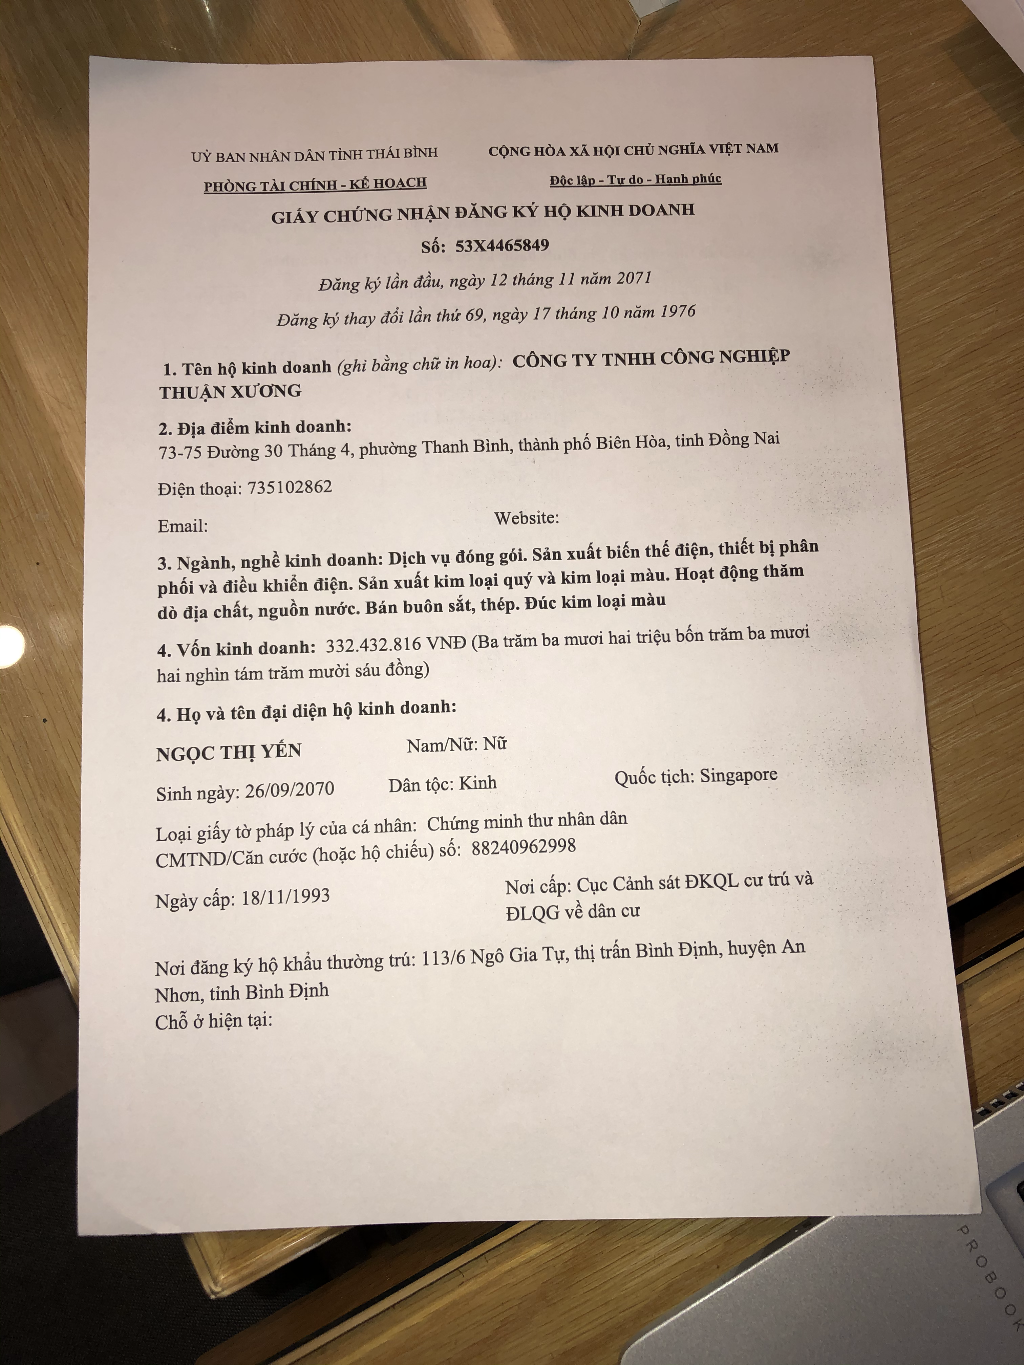 UỶ BAN NHÂN DÂN TỈNH THÁI BÌNH
CỘNG HÒA XÃ HỘI CHỦ NGHĨA VIỆT NAM
PHÒNG TÀI CHÍNH - KẾ HOẠCH
Độc lập - Tự do - Hạnh phúc
GIẤY CHỨNG NHẬN ĐĂNG KÝ HỘ KINH DOANH
Số: 53X4465849
Đăng ký lần đầu, ngày 12 tháng 11 năm 2071
Đăng ký thay đổi lần thứ 69, ngày 17 tháng 10 năm 1976
1. Tên hộ kinh doanh (ghi bằng chữ in hoa): CÔNG TY TNHH CÔNG NGHIỆP
THUẬN XƯƠNG
2. Địa điểm kinh doanh:
73-75 Đường 30 Tháng 4, phường Thanh Bình, thành phố Biên Hòa, tỉnh Đồng Nai
Điện thoại: 735102862
Email:
Website:
3. Ngành, nghề kinh doanh: Dịch vụ đóng gói. Sản xuất biến thế điện, thiết bị phân
phối và điều khiển điện. Sản xuất kim loại quý và kim loại màu. Hoạt động thăm
dò địa chất, nguồn nước. Bán buôn sắt, thép. Đúc kim loại màu
4. Vốn kinh doanh: 332.432.816 VNĐ (Ba trăm ba mươi hai triệu bốn trăm ba mươi
hai nghìn tám trăm mười sáu đồng)
4. Họ và tên đại diện hộ kinh doanh:
NGỌC THỊ YẾN
Nam/Nữ: Nữ
Sinh ngày: 26/09/2070
Dân tộc: Kinh
Quốc tịch: Singapore
Loại giấy tờ pháp lý của cá nhân: Chứng minh thư nhân dân
CMTND/Căn cước (hoặc hộ chiếu) số: 88240962998
Ngày cấp: 18/11/1993
Nơi cấp: Cục Cảnh sát ĐKQL cư trú và
ĐLQG về dân cư
Nơi đăng ký hộ khẩu thường trú: 113/6 Ngô Gia Tự, thị trấn Bình Định, huyện An
Nhơn, tỉnh Bình Định
Chỗ ở hiện tại:
PROBOOK